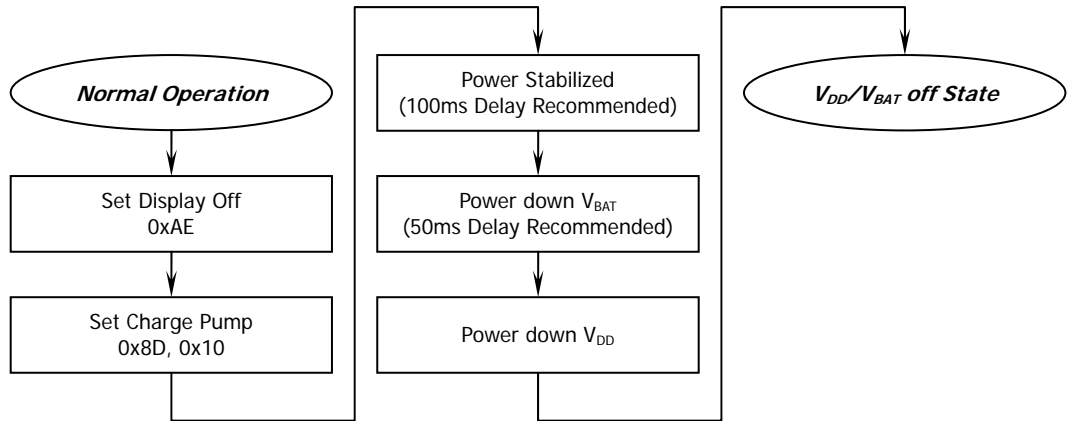 Normal Operation
Set Display Off
0xAE
Set Charge Pump
0x8D, 0x10
Power Stabilized
(100ms Delay Recommended)
Power down VBAT
(50ms Delay Recommended)
Power down VDD
VDD/VBAT off State